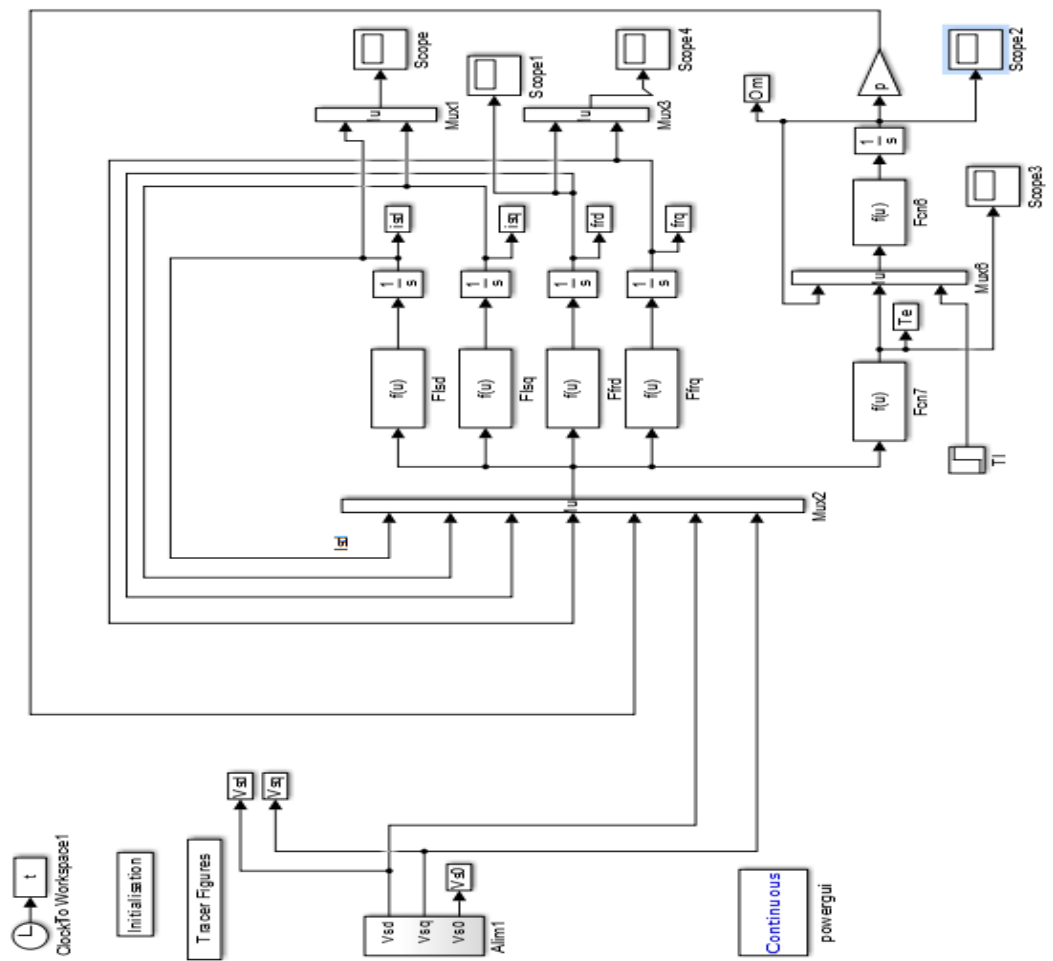 t
ClockTo Workspace1
Initialisation
Tracer Figures
Vsd
Vsq
Vsd
Vsq
Vs0
Vs0
Alim1
Continuous
powergui
Isd
Mux2
f(u)
FIsd
1
s
isd
f(u)
FIsq
1
s
isq
f(u)
Ffrd
1
s
frd
f(u)
Ffrq
1
s
frq
Mux1
Scope
Scope1
Mux3
Scope4
f(u)
Fcn7
Te
Tl
Mux6
f(u)
Fcn6
1
s
Om
p
Scope3
Scope2